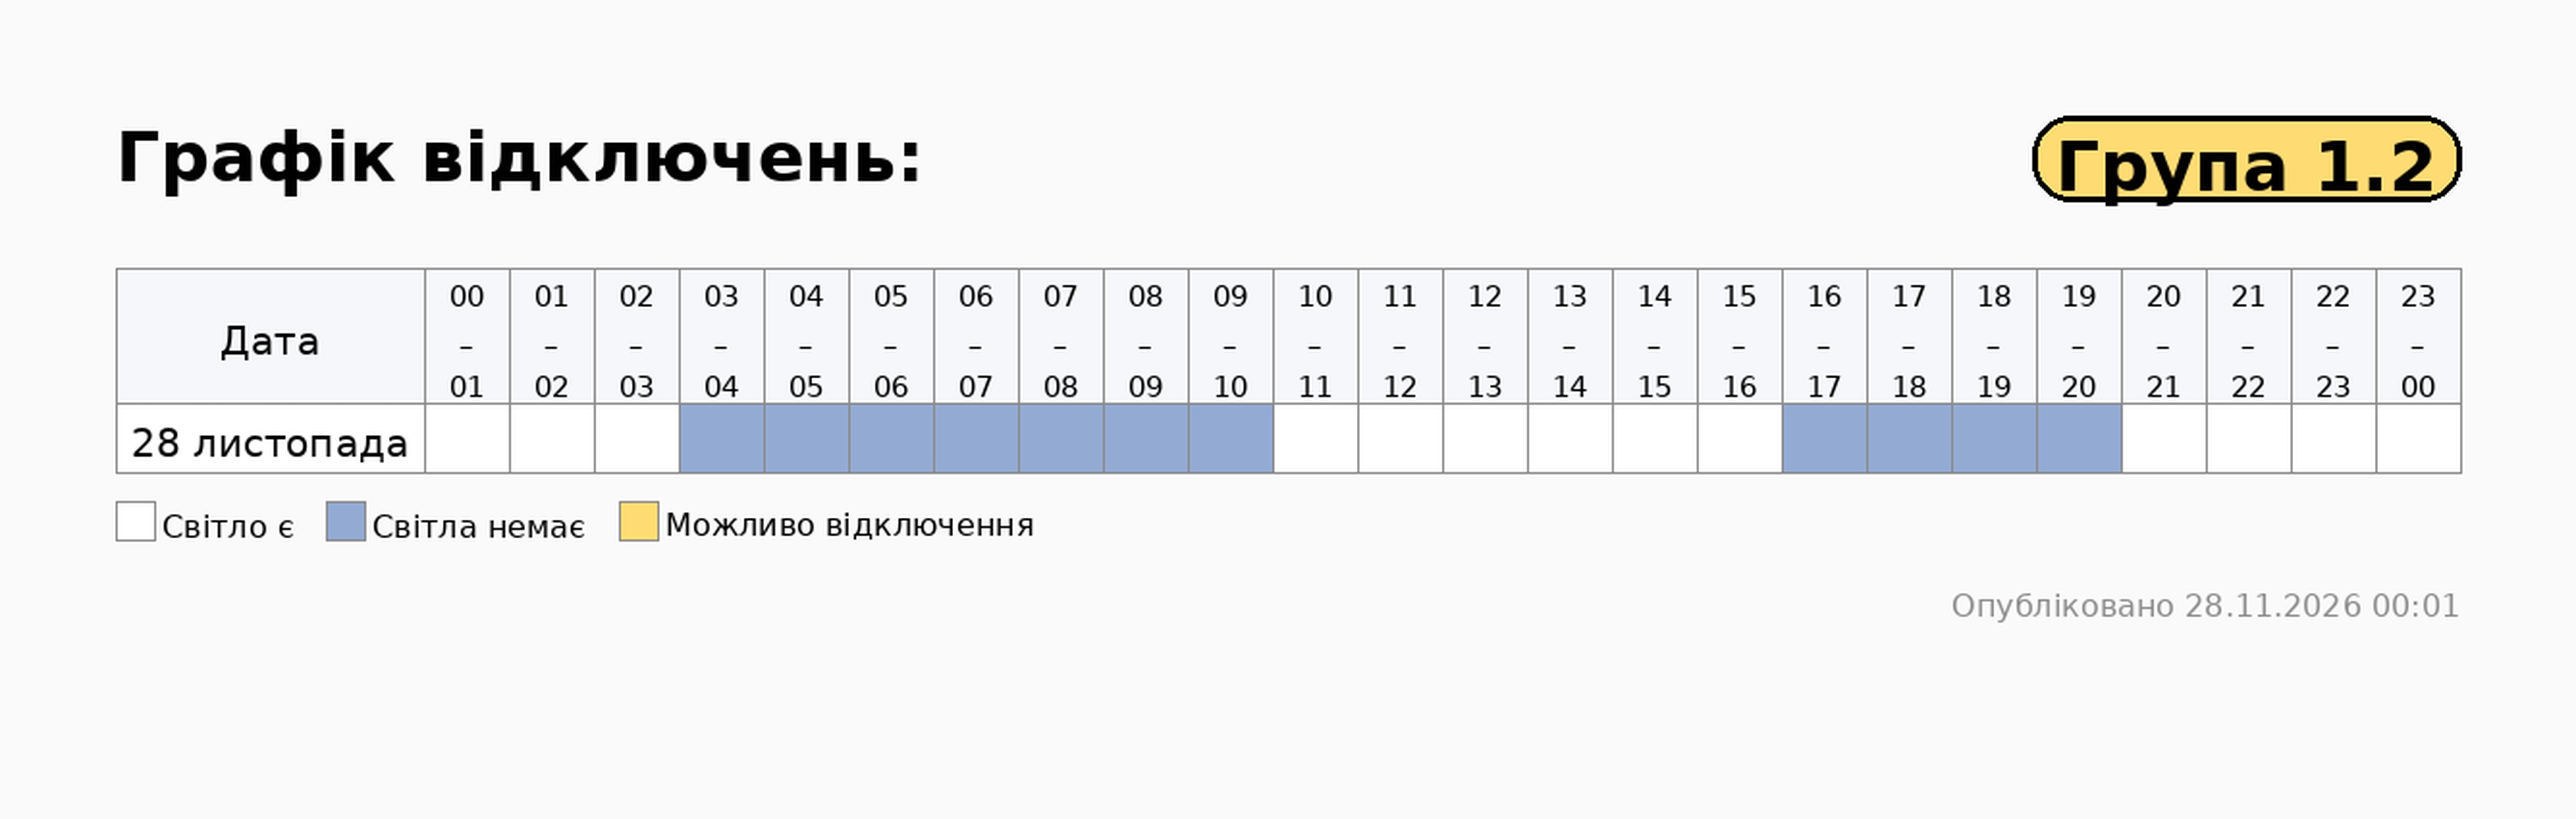 Графік відключень:
Група 1.2
Дата
00 – 01
01 – 02
02 – 03
03 – 04
04 – 05
05 – 06
06 – 07
07 – 08
08 – 09
09 – 10
10 – 11
11 – 12
12 – 13
13 – 14
14 – 15
15 – 16
16 – 17
17 – 18
18 – 19
19 – 20
20 – 21
21 – 22
22 – 23
23 – 00
28 листопада
Світло є
Світла немає
Можливо відключення
Опубліковано 28.11.2026 00:01